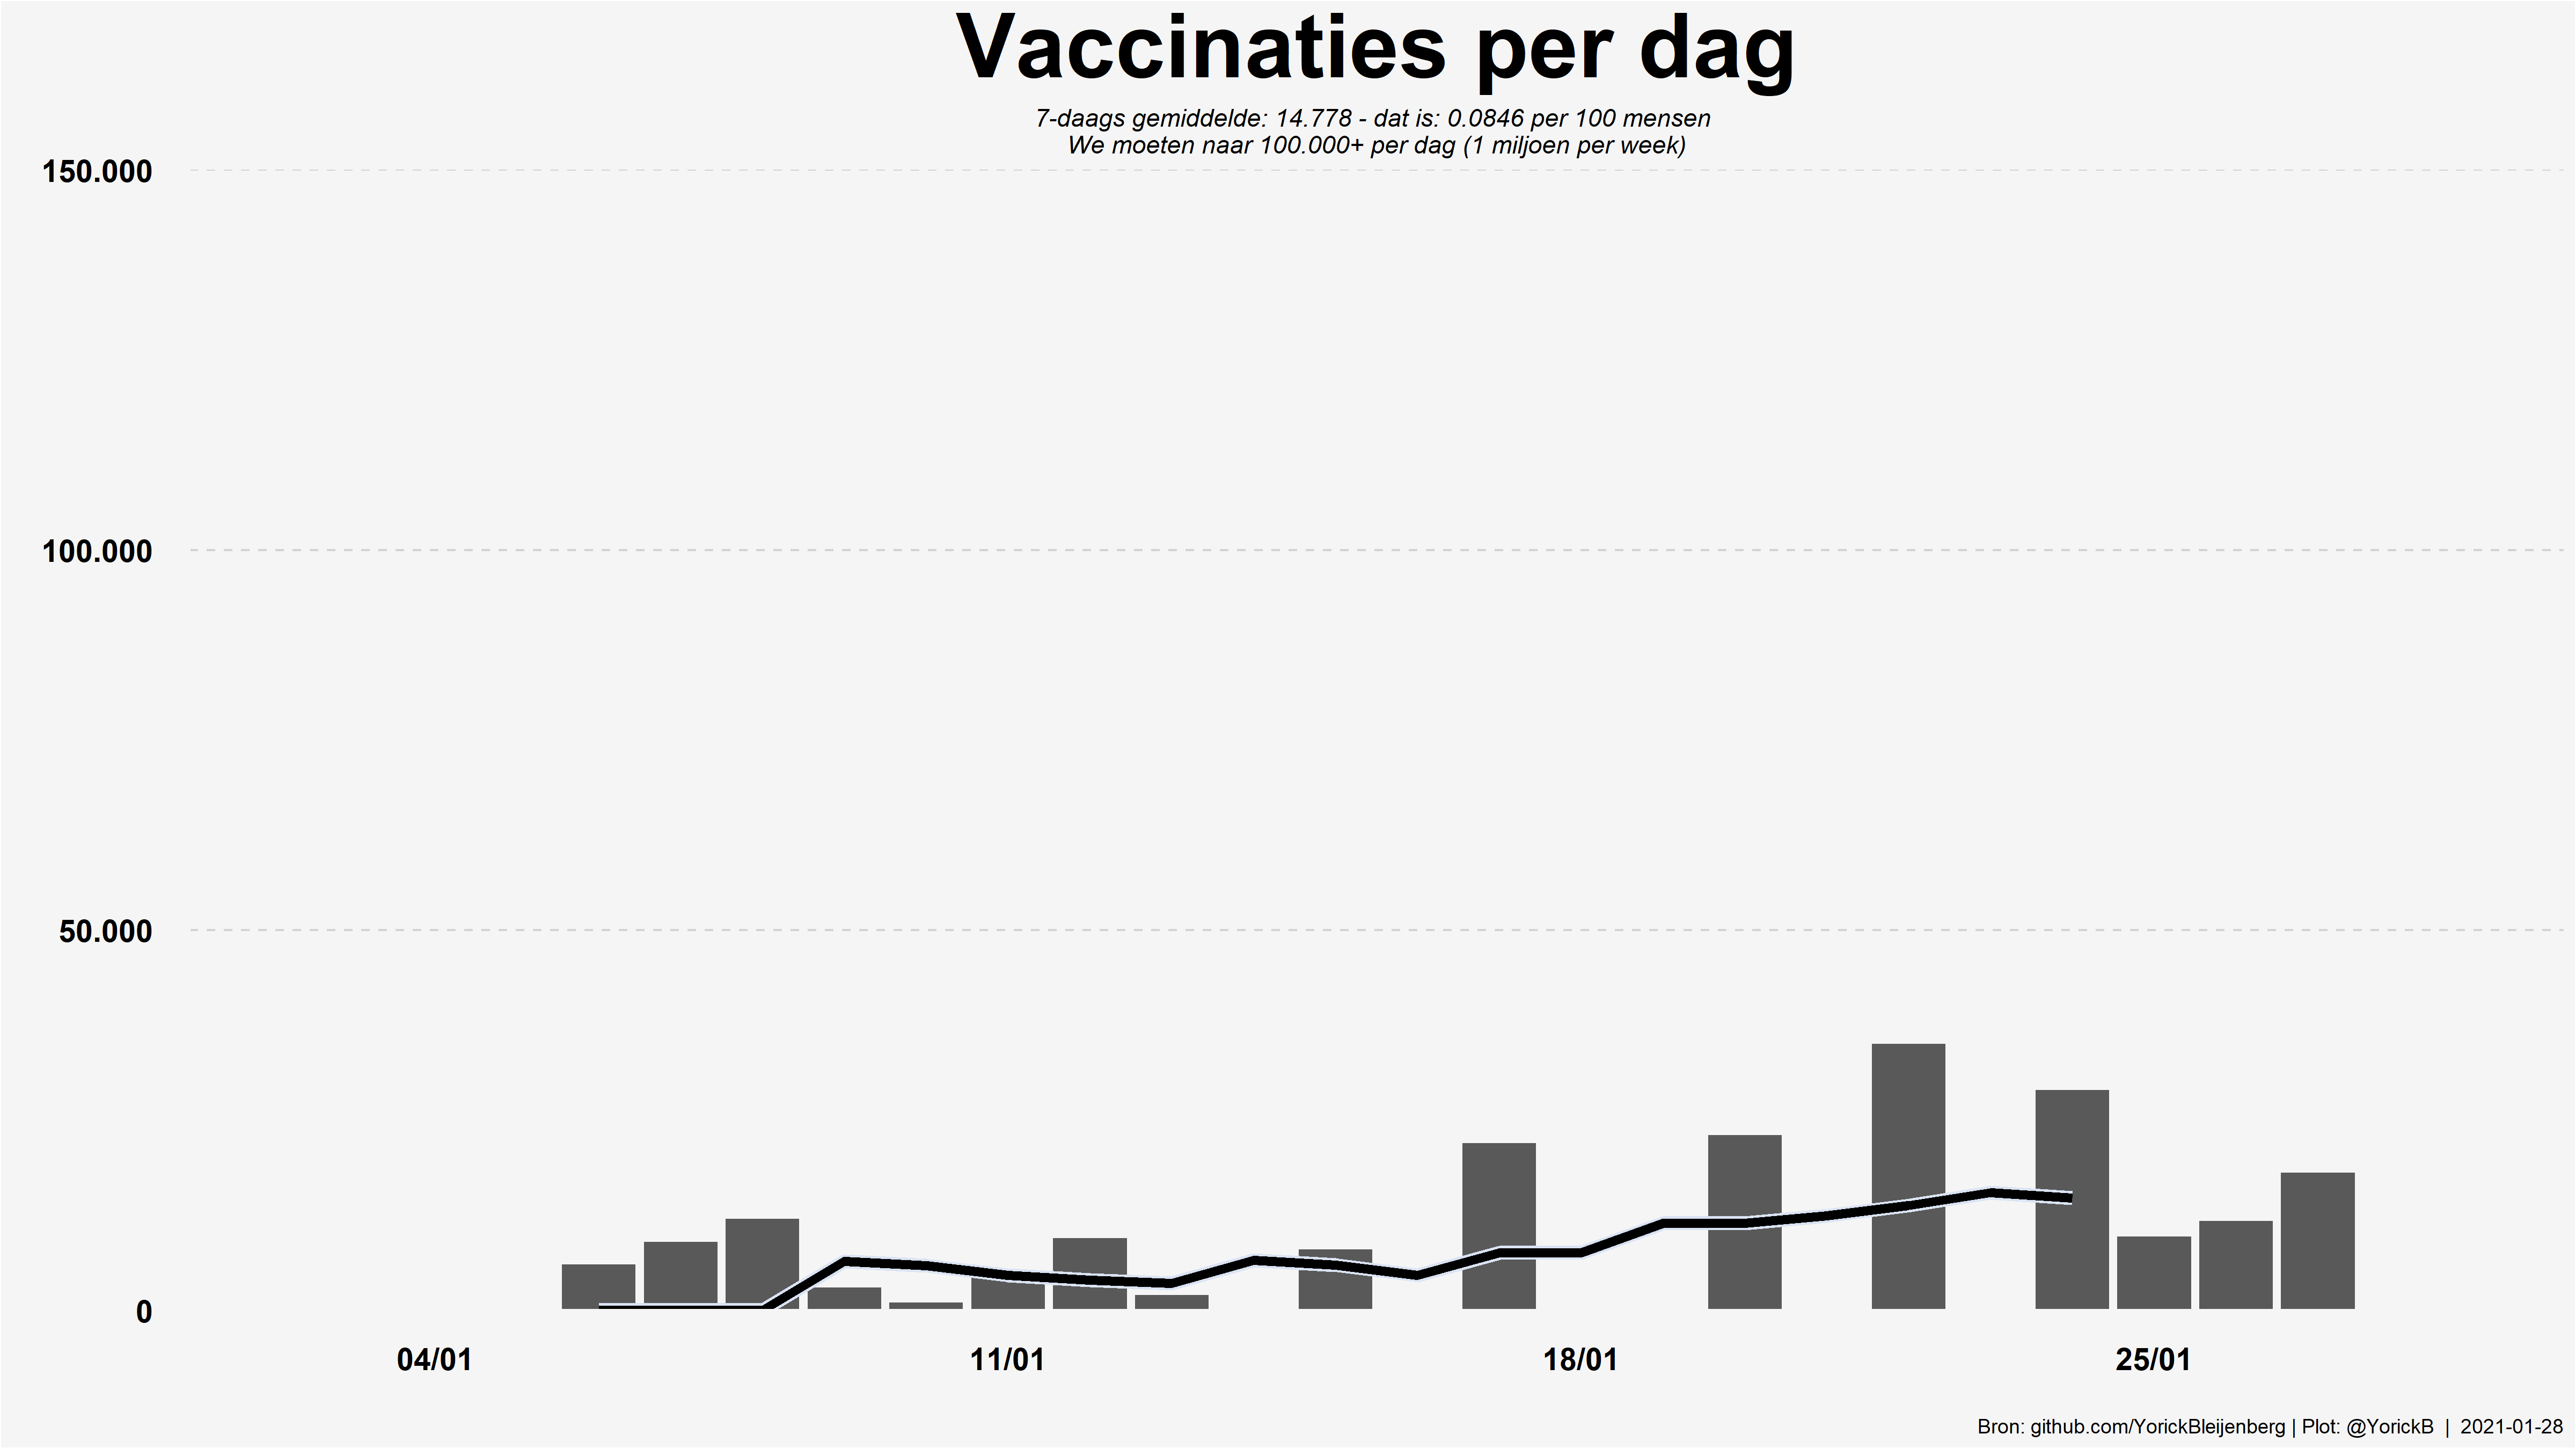 Vaccinaties per dag
7-daags gemiddelde: 14.778 - dat is: 0.0846 per 100 mensen
We moeten naar 100.000+ per dag (1 miljoen per week)
150.000
100.000
50.000
0
04/01 11/01 18/01 25/01
Bron: github.com/YorickBleijenberg | Plot: @YorickB | 2021-01-28